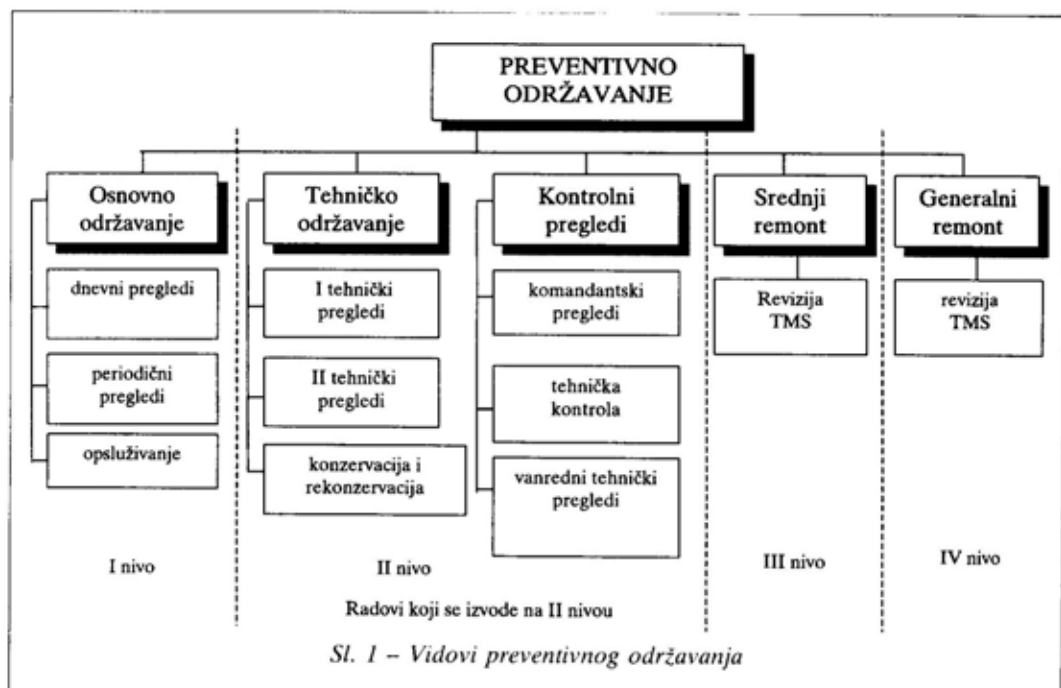 PREVENTIVNO
ODRŽAVANJE
Osnovno
održavanje
dnevni pregledi
periodični
pregledi
opsluživanje
I nivo
Tehničko
održavanje
I tehnički
pregledi
II tehnički
pregledi
konzervacija i
rekonzervacija
II nivo
Kontrolni
pregledi
komandantski
pregledi
tehnička
kontrola
vanredni tehnički
pregledi
Radovi koji se izvode na II nivou
Srednji
remont
Revizija
TMS
III nivo
Generalni
remont
revizija
TMS
IV nivo
Sl. 1 – Vidovi preventivnog održavanja